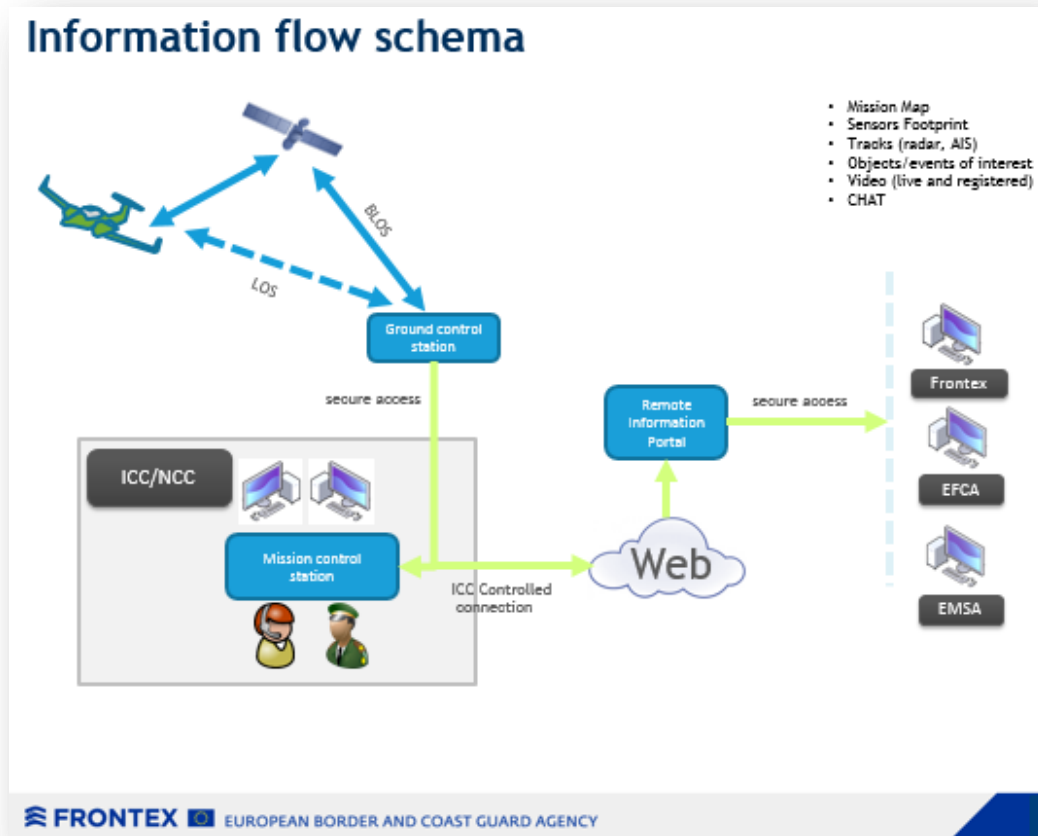 Information flow schema
• Mission Map
• Sensors Footprint
• Tracks (radar, AIS)
• Objects/events of interest
• Video (live and registered)
• CHAT
BLOS
LOS
Ground control
station
secure access
ICC/NCC
Mission control
station
ICC Controlled
connection
Web
Remote
Information
Portal
secure access
Frontex
EFCA
EMSA
FRONTEX EUROPEAN BORDER AND COAST GUARD AGENCY